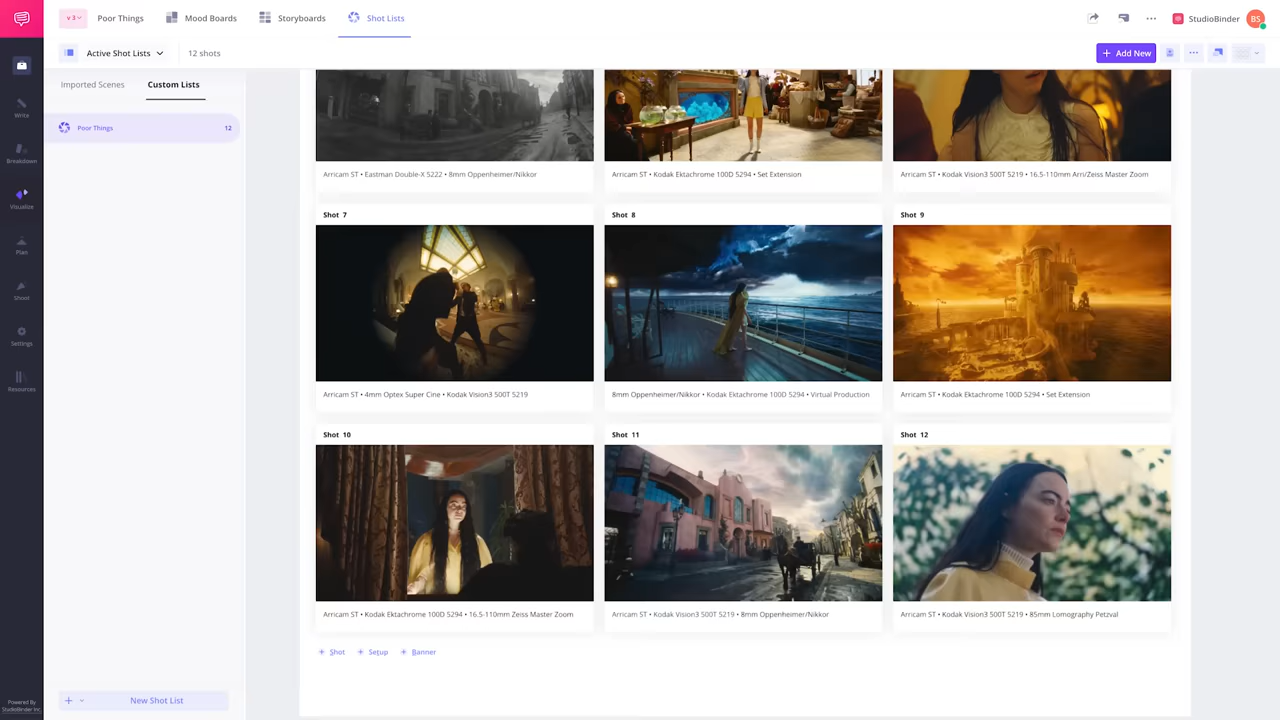 v 3
Poor Things
Mood Boards
Storyboards
Shot Lists
StudioBinder
BS
Active Shot Lists
12 shots
Add New
Imported Scenes
Custom Lists
Poor Things
12
Write
Breakdown
Visualize
Plan
Shoot
Settings
Resources
Arricam ST • Eastman Double-X 5222 • 8mm Oppenheimer/Nikkor
Arricam ST • Kodak Ektachrome 100D 5294 • Set Extension
Arricam ST • Kodak Vision3 500T 5219 • 16.5-110mm Arri/Zeiss Master Zoom
Shot 7
Shot 8
Shot 9
Arricam ST • 4mm Optex Super Cine • Kodak Vision3 500T 5219
8mm Oppenheimer/Nikkor • Kodak Ektachrome 100D 5294 • Virtual Production
Arricam ST • Kodak Ektachrome 100D 5294 • Set Extension
Shot 10
Shot 11
Shot 12
Arricam ST • Kodak Ektachrome 100D 5294 • 16.5-110mm Zeiss Master Zoom
Arricam ST • Kodak Vision3 500T 5219 • 8mm Oppenheimer/Nikkor
Arricam ST • Kodak Vision3 500T 5219 • 85mm Lomography Petzval
+ Shot
+ Setup
+ Banner
New Shot List
Powered By
StudioBinder Inc.